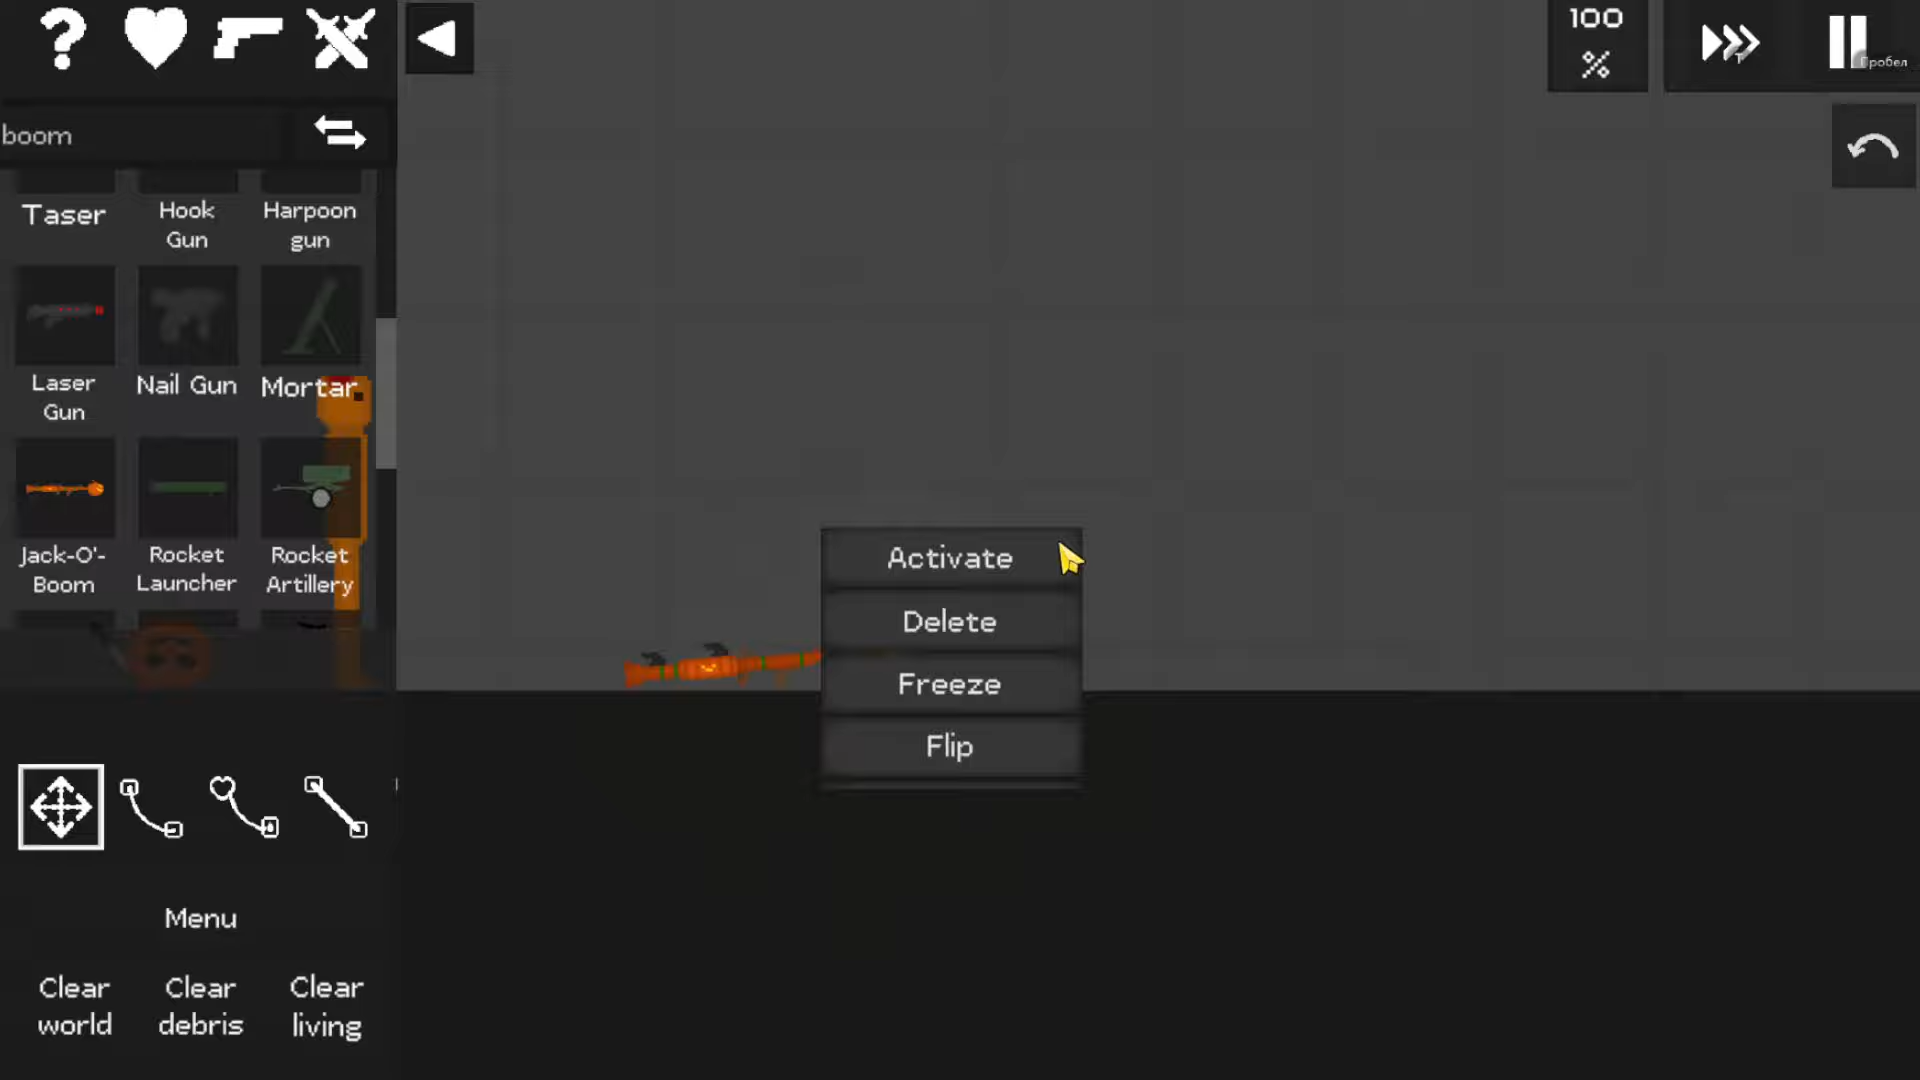 100
%
Пробел
boom
Taser
Hook
Gun
Harpoon
gun
Laser
Gun
Nail Gun
Mortar
Jack-O'-
Boom
Rocket
Launcher
Rocket
Artillery
Activate
Delete
Freeze
Flip
Menu
Clear
world
Clear
debris
Clear
living